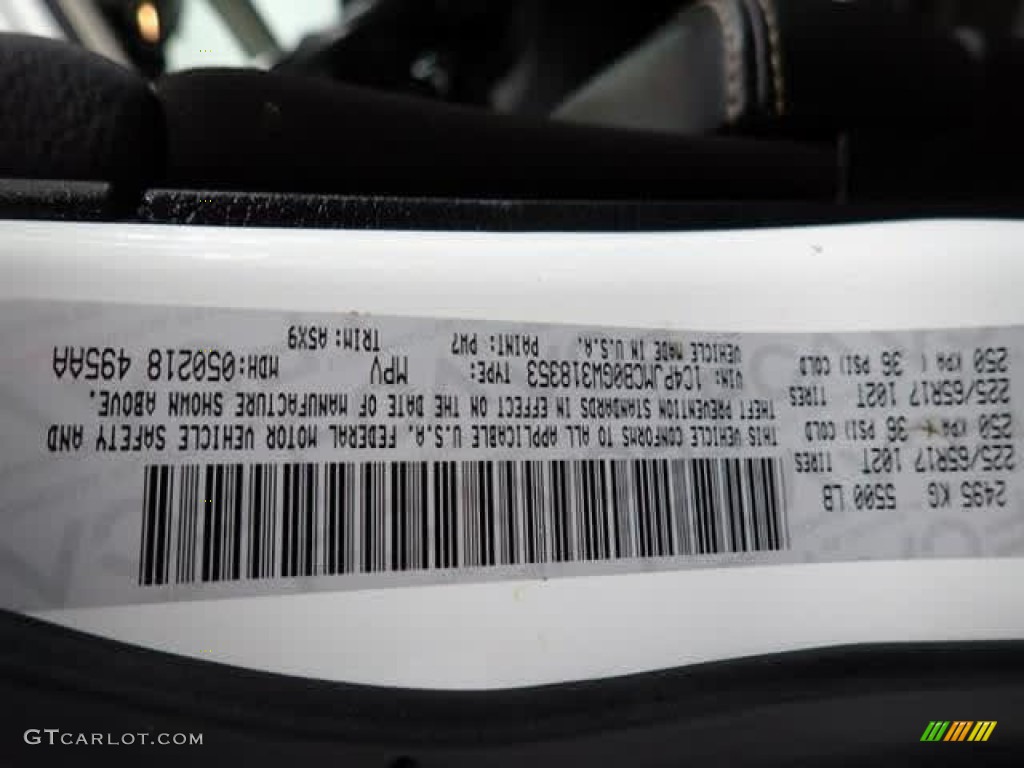 2495 KG 5500 LB
225/65R17 102T TIRES
250 KPA( 36 PSI) COLD
225/65R17 102T TIRES
250 KPA ( 36 PSI) COLD
THIS VEHICLE CONFORMS TO ALL APPLICABLE U.S.A. FEDERAL MOTOR VEHICLE SAFETY AND
THEFT PREVENTION STANDARDS IN EFFECT ON THE DATE OF MANUFACTURE SHOWN ABOVE.
VIN: 1C4PJMCB0GW318353 TYPE: MPV MDH:050218 495AA
VEHICLE MADE IN U.S.A. PAINT: PW7 TRIM: A5X9
GTCARLOT.COM